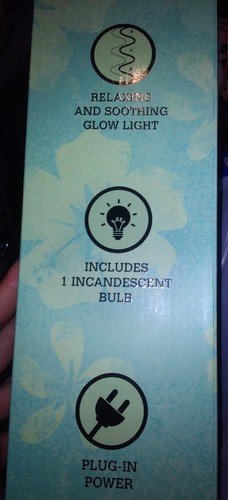 RELAXING
AND SOOTHING
GLOW LIGHT
INCLUDES
1 INCANDESCENT
BULB
PLUG-IN
POWER